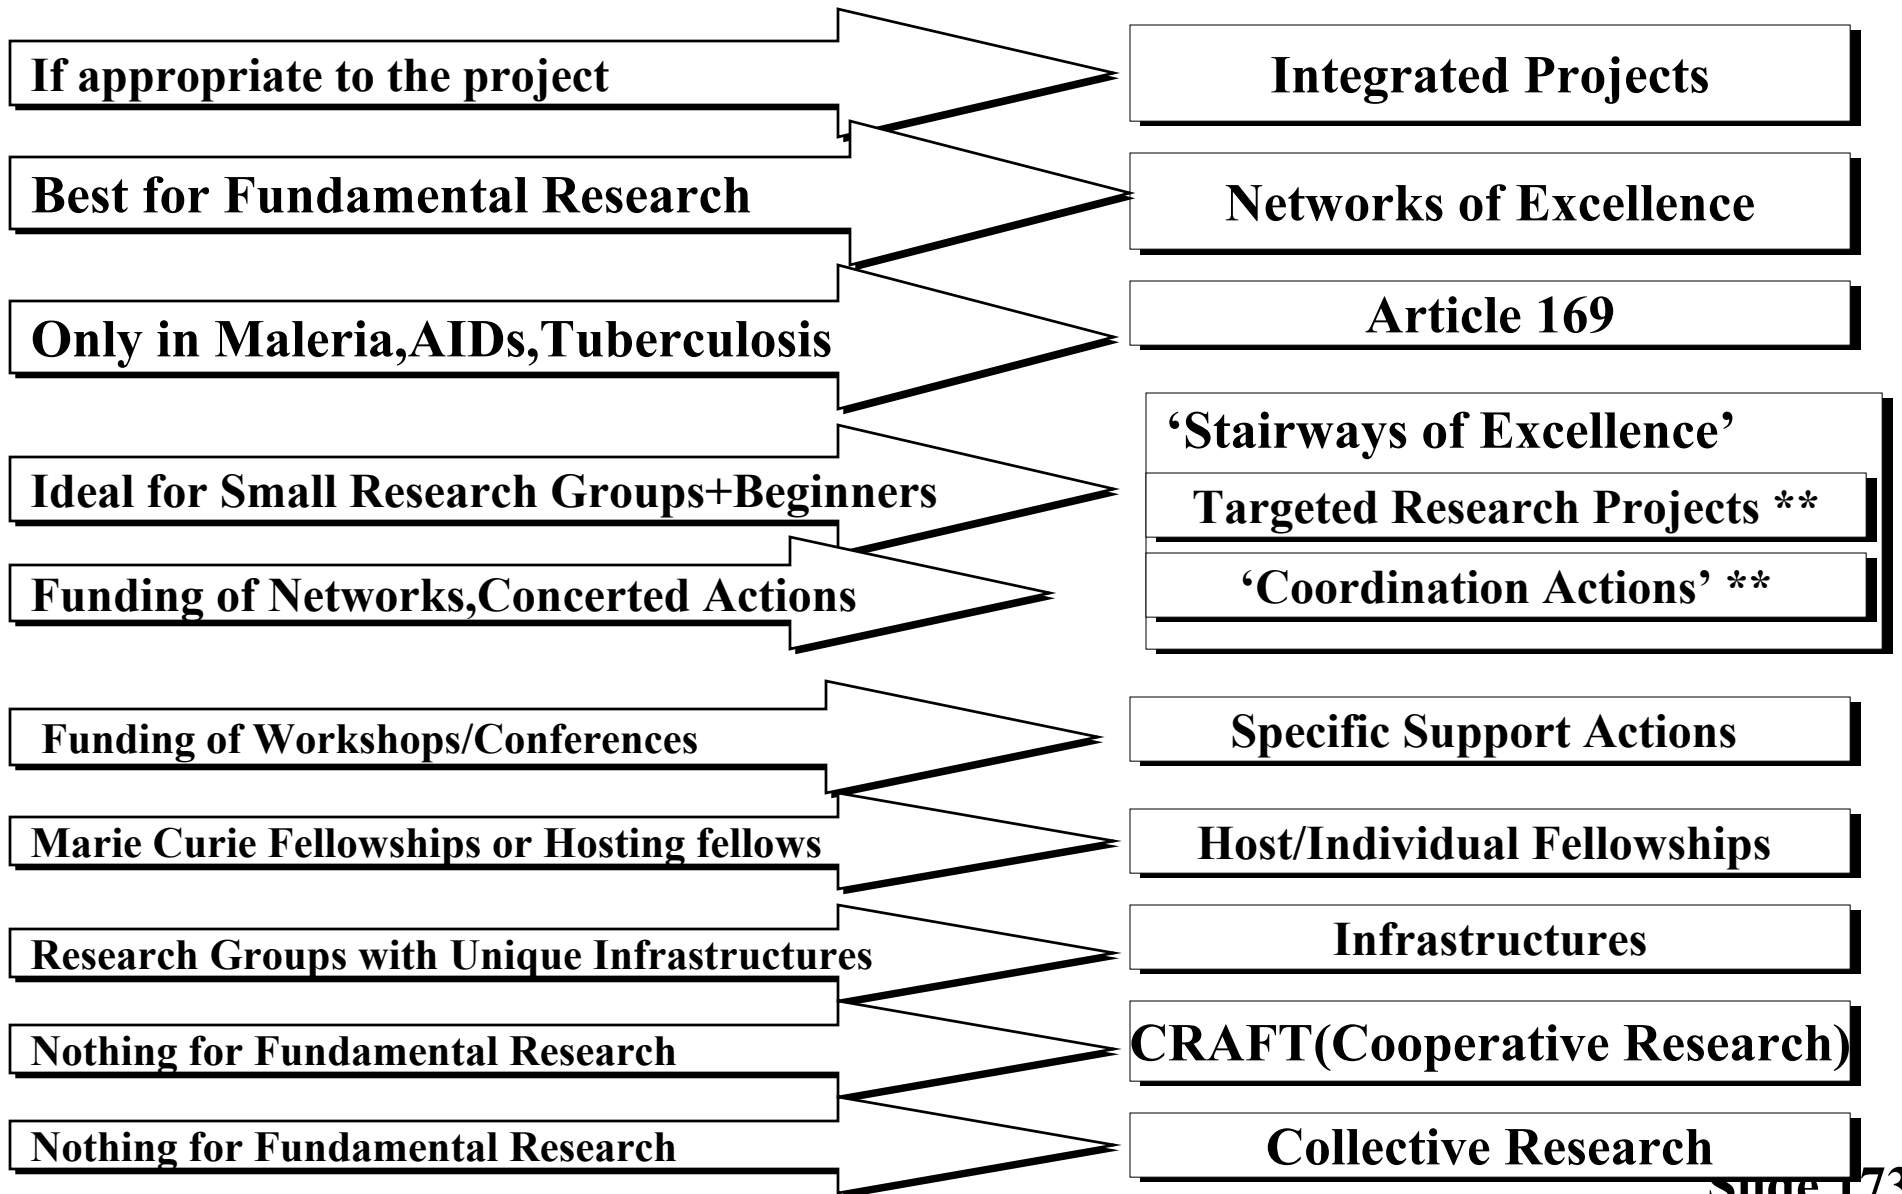 If appropriate to the project
Integrated Projects
Best for Fundamental Research
Networks of Excellence
Only in Maleria,AIDs,Tuberculosis
Article 169
‘Stairways of Excellence’
Ideal for Small Research Groups+Beginners
Targeted Research Projects **
Funding of Networks,Concerted Actions
‘Coordination Actions’ **
Funding of Workshops/Conferences
Specific Support Actions
Marie Curie Fellowships or Hosting fellows
Host/Individual Fellowships
Research Groups with Unique Infrastructures
Infrastructures
Nothing for Fundamental Research
CRAFT(Cooperative Research)
Nothing for Fundamental Research
Collective Research
Slide 173